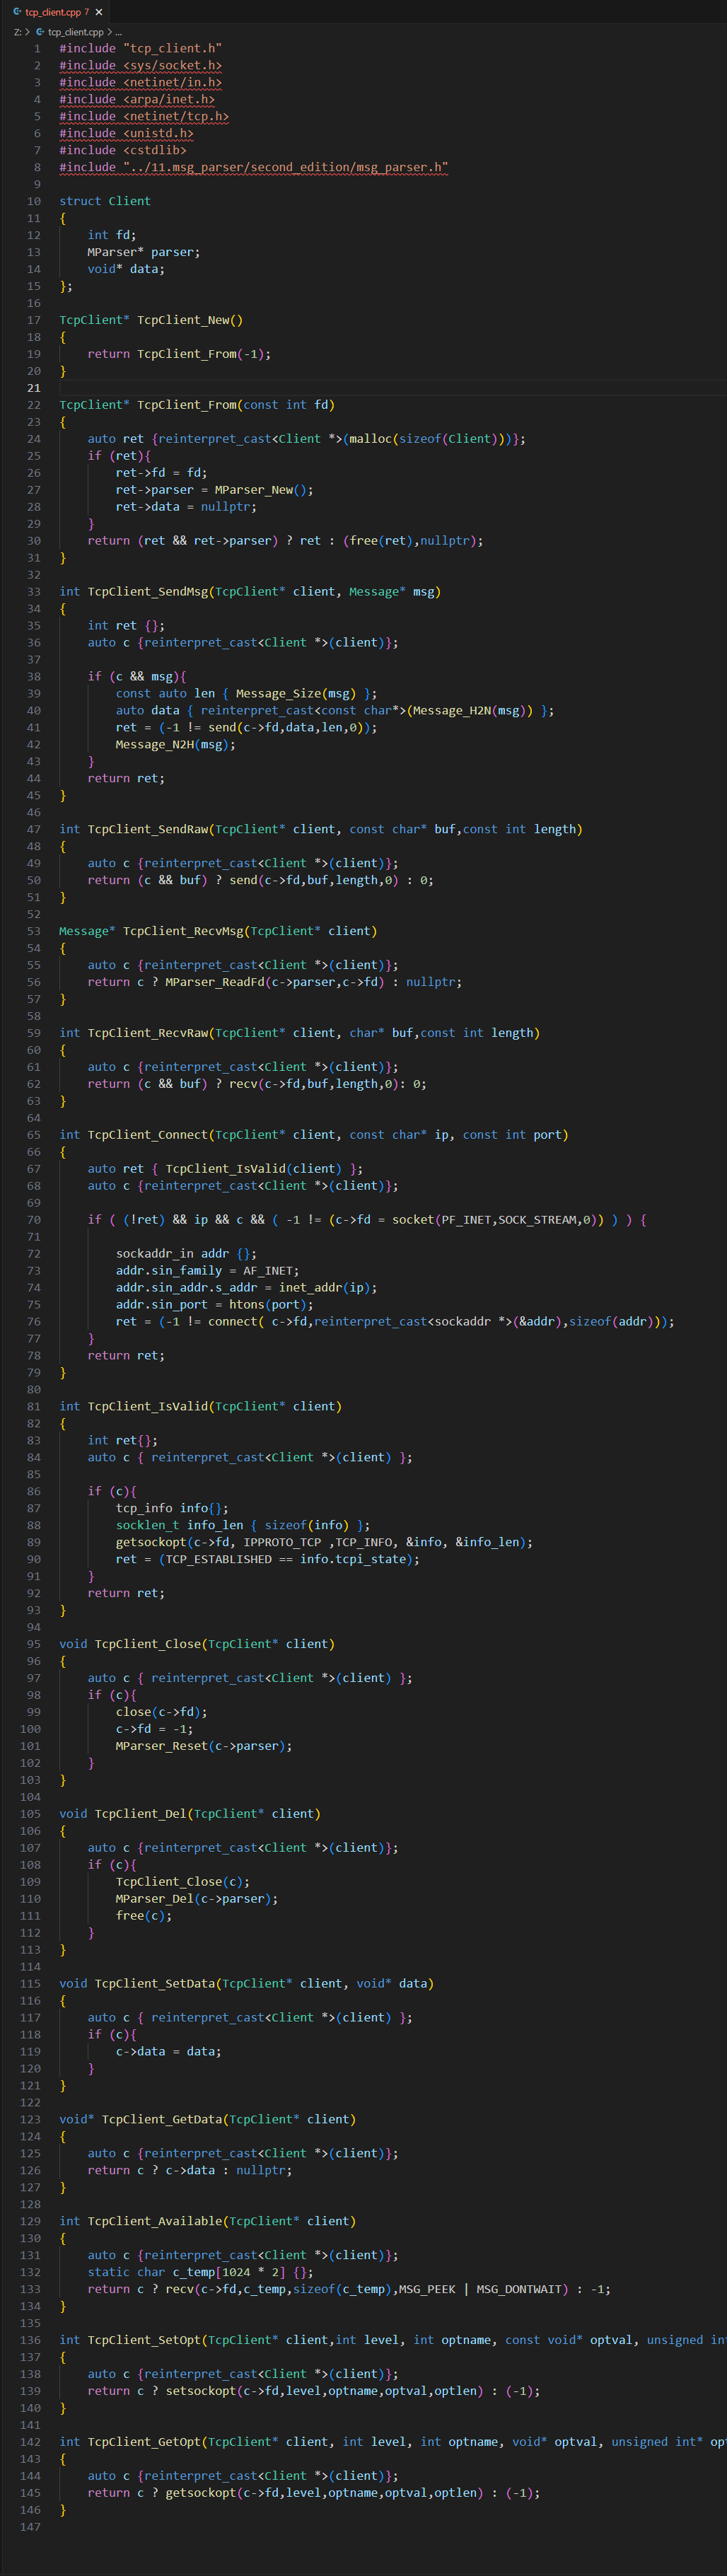 tcp_client.cpp 7 ×
Z: > tcp_client.cpp > ...
1 #include "tcp_client.h"
2 #include <sys/socket.h>
3 #include <netinet/in.h>
4 #include <arpa/inet.h>
5 #include <netinet/tcp.h>
6 #include <unistd.h>
7 #include <cstdlib>
8 #include "../11.msg_parser/second_edition/msg_parser.h"
9
10 struct Client
11 {
12     int fd;
13     MParser* parser;
14     void* data;
15 };
16
17 TcpClient* TcpClient_New()
18 {
19     return TcpClient_From(-1);
20 }
21
22 TcpClient* TcpClient_From(const int fd)
23 {
24     auto ret {reinterpret_cast<Client *>(malloc(sizeof(Client)))};
25     if (ret){
26         ret->fd = fd;
27         ret->parser = MParser_New();
28         ret->data = nullptr;
29     }
30     return (ret && ret->parser) ? ret : (free(ret),nullptr);
31 }
32
33 int TcpClient_SendMsg(TcpClient* client, Message* msg)
34 {
35     int ret {};
36     auto c {reinterpret_cast<Client *>(client)};
37
38     if (c && msg){
39         const auto len { Message_Size(msg) };
40         auto data { reinterpret_cast<const char*>(Message_H2N(msg)) };
41         ret = (-1 != send(c->fd,data,len,0));
42         Message_N2H(msg);
43     }
44     return ret;
45 }
46
47 int TcpClient_SendRaw(TcpClient* client, const char* buf,const int length)
48 {
49     auto c {reinterpret_cast<Client *>(client)};
50     return (c && buf) ? send(c->fd,buf,length,0) : 0;
51 }
52
53 Message* TcpClient_RecvMsg(TcpClient* client)
54 {
55     auto c {reinterpret_cast<Client *>(client)};
56     return c ? MParser_ReadFd(c->parser,c->fd) : nullptr;
57 }
58
59 int TcpClient_RecvRaw(TcpClient* client, char* buf,const int length)
60 {
61     auto c {reinterpret_cast<Client *>(client)};
62     return (c && buf) ? recv(c->fd,buf,length,0): 0;
63 }
64
65 int TcpClient_Connect(TcpClient* client, const char* ip, const int port)
66 {
67     auto ret { TcpClient_IsValid(client) };
68     auto c {reinterpret_cast<Client *>(client)};
69
70     if ( (!ret) && ip && c && ( -1 != (c->fd = socket(PF_INET,SOCK_STREAM,0)) ) ) {
71
72         sockaddr_in addr {};
73         addr.sin_family = AF_INET;
74         addr.sin_addr.s_addr = inet_addr(ip);
75         addr.sin_port = htons(port);
76         ret = (-1 != connect( c->fd,reinterpret_cast<sockaddr *>(&addr),sizeof(addr)));
77     }
78     return ret;
79 }
80
81 int TcpClient_IsValid(TcpClient* client)
82 {
83     int ret{};
84     auto c { reinterpret_cast<Client *>(client) };
85
86     if (c){
87         tcp_info info{};
88         socklen_t info_len { sizeof(info) };
89         getsockopt(c->fd, IPPROTO_TCP ,TCP_INFO, &info, &info_len);
90         ret = (TCP_ESTABLISHED == info.tcpi_state);
91     }
92     return ret;
93 }
94
95 void TcpClient_Close(TcpClient* client)
96 {
97     auto c { reinterpret_cast<Client *>(client) };
98     if (c){
99         close(c->fd);
100         c->fd = -1;
101         MParser_Reset(c->parser);
102     }
103 }
104
105 void TcpClient_Del(TcpClient* client)
106 {
107     auto c {reinterpret_cast<Client *>(client)};
108     if (c){
109         TcpClient_Close(c);
110         MParser_Del(c->parser);
111         free(c);
112     }
113 }
114
115 void TcpClient_SetData(TcpClient* client, void* data)
116 {
117     auto c { reinterpret_cast<Client *>(client) };
118     if (c){
119         c->data = data;
120     }
121 }
122
123 void* TcpClient_GetData(TcpClient* client)
124 {
125     auto c {reinterpret_cast<Client *>(client)};
126     return c ? c->data : nullptr;
127 }
128
129 int TcpClient_Available(TcpClient* client)
130 {
131     auto c {reinterpret_cast<Client *>(client)};
132     static char c_temp[1024 * 2] {};
133     return c ? recv(c->fd,c_temp,sizeof(c_temp),MSG_PEEK | MSG_DONTWAIT) : -1;
134 }
135
136 int TcpClient_SetOpt(TcpClient* client,int level, int optname, const void* optval, unsigned int
137 {
138     auto c {reinterpret_cast<Client *>(client)};
139     return c ? setsockopt(c->fd,level,optname,optval,optlen) : (-1);
140 }
141
142 int TcpClient_GetOpt(TcpClient* client, int level, int optname, void* optval, unsigned int* op
143 {
144     auto c {reinterpret_cast<Client *>(client)};
145     return c ? getsockopt(c->fd,level,optname,optval,optlen) : (-1);
146 }
147